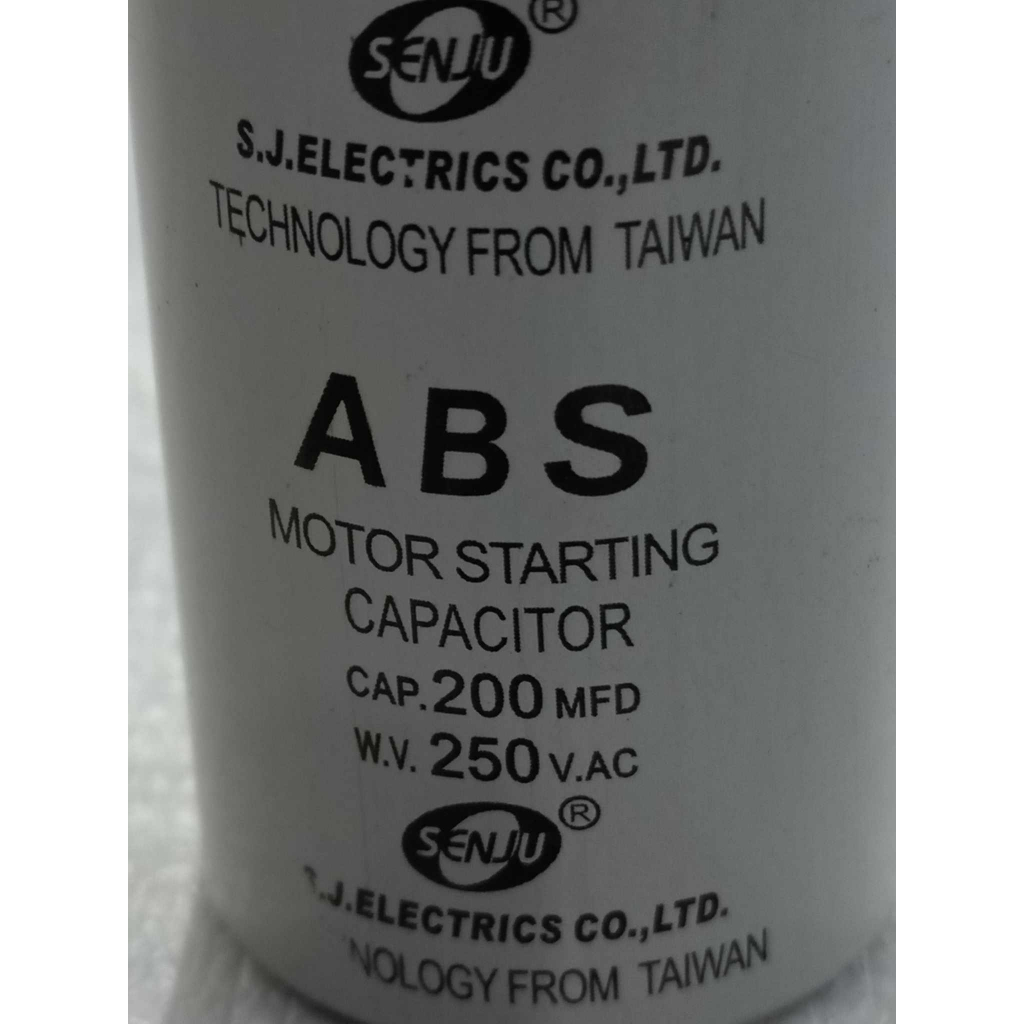 SENJU ®
S.J.ELECTRICS CO.,LTD.
TECHNOLOGY FROM TAIWAN
ABS
MOTOR STARTING
CAPACITOR
CAP. 200 MFD
W.V. 250 V.AC
SENJU ®
.J.ELECTRICS CO.,LTD.
NOLOGY FROM TAIWAN